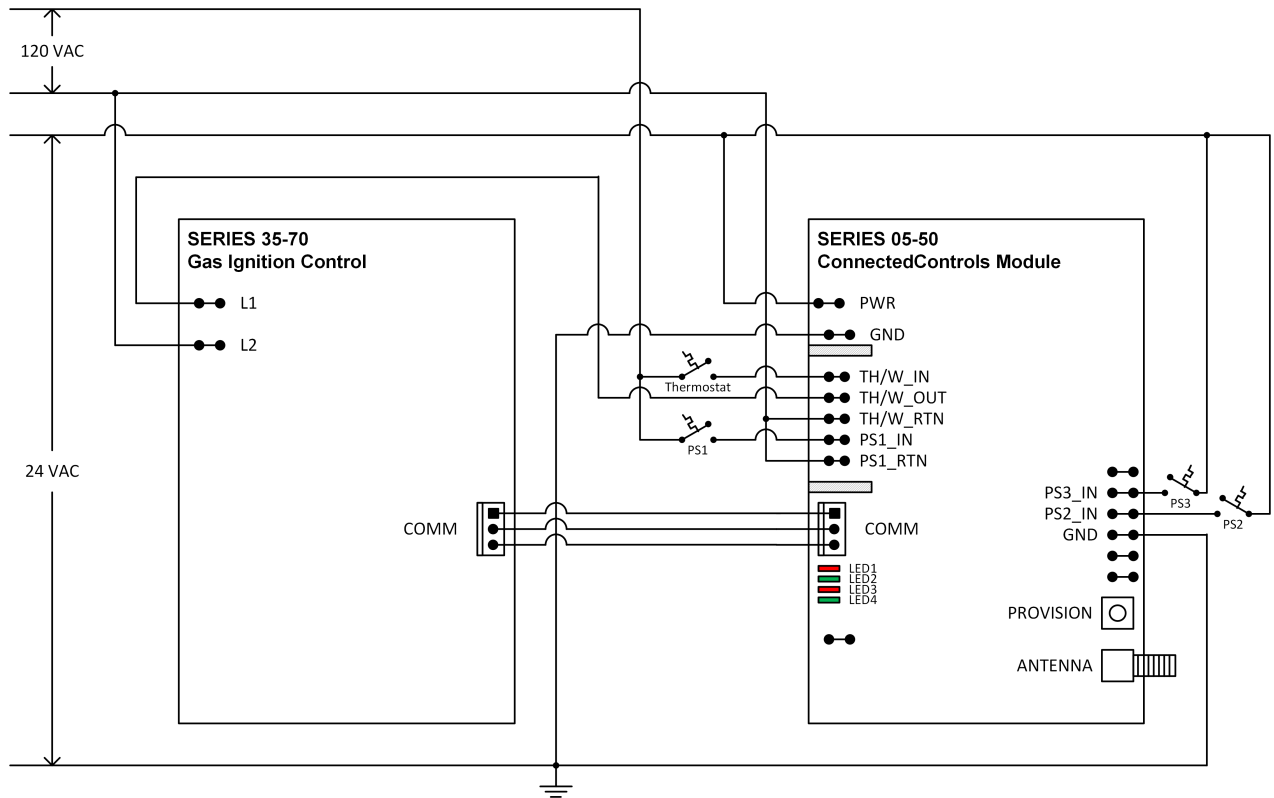 120 VAC
SERIES 35-70
Gas Ignition Control
SERIES 05-50
ConnectedControls Module
L1
L2
PWR
GND
Thermostat
TH/W_IN
TH/W_OUT
TH/W_RTN
PS1
PS1_IN
PS1_RTN
24 VAC
PS3_IN
PS3
PS2_IN
PS2
GND
COMM
COMM
LED1
LED2
LED3
LED4
PROVISION
ANTENNA